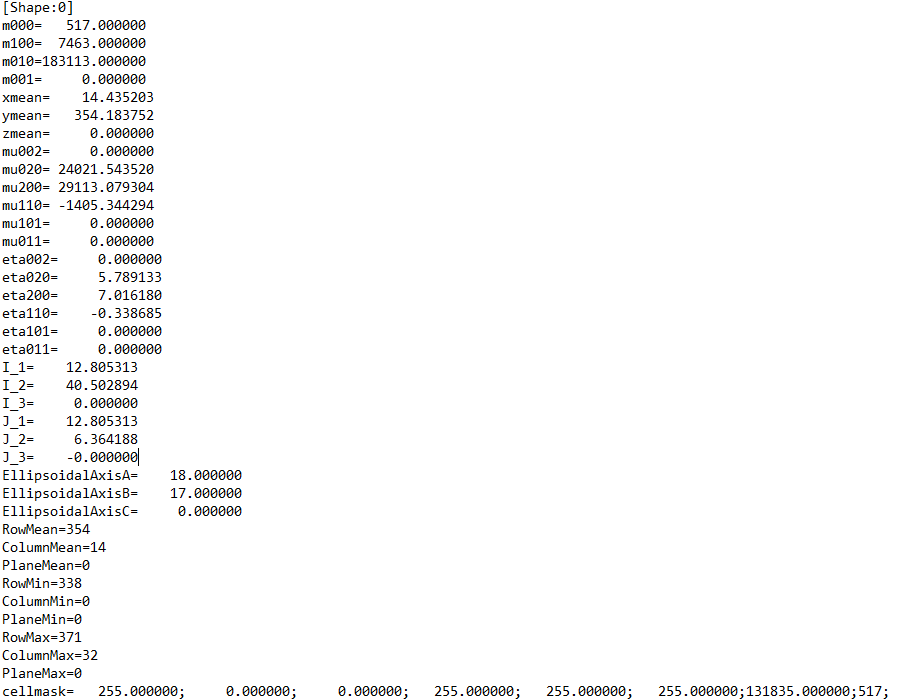 [Shape:0]
m000=   517.000000
m100=  7463.000000
m010=183113.000000
m001=     0.000000
xmean=    14.435203
ymean=   354.183752
zmean=     0.000000
mu002=     0.000000
mu020= 24021.543520
mu200= 29113.079304
mu110= -1405.344294
mu101=     0.000000
mu011=     0.000000
eta002=     0.000000
eta020=     5.789133
eta200=     7.016180
eta110=    -0.338685
eta101=     0.000000
eta011=     0.000000
I_1=    12.805313
I_2=    40.502894
I_3=     0.000000
J_1=    12.805313
J_2=     6.364188
J_3=    -0.000000
EllipsoidalAxisA=    18.000000
EllipsoidalAxisB=    17.000000
EllipsoidalAxisC=     0.000000
RowMean=354
ColumnMean=14
PlaneMean=0
RowMin=338
ColumnMin=0
PlaneMin=0
RowMax=371
ColumnMax=32
PlaneMax=0
cellmask=   255.000000;     0.000000;     0.000000;   255.000000;   255.000000;   255.000000;131835.000000;517;